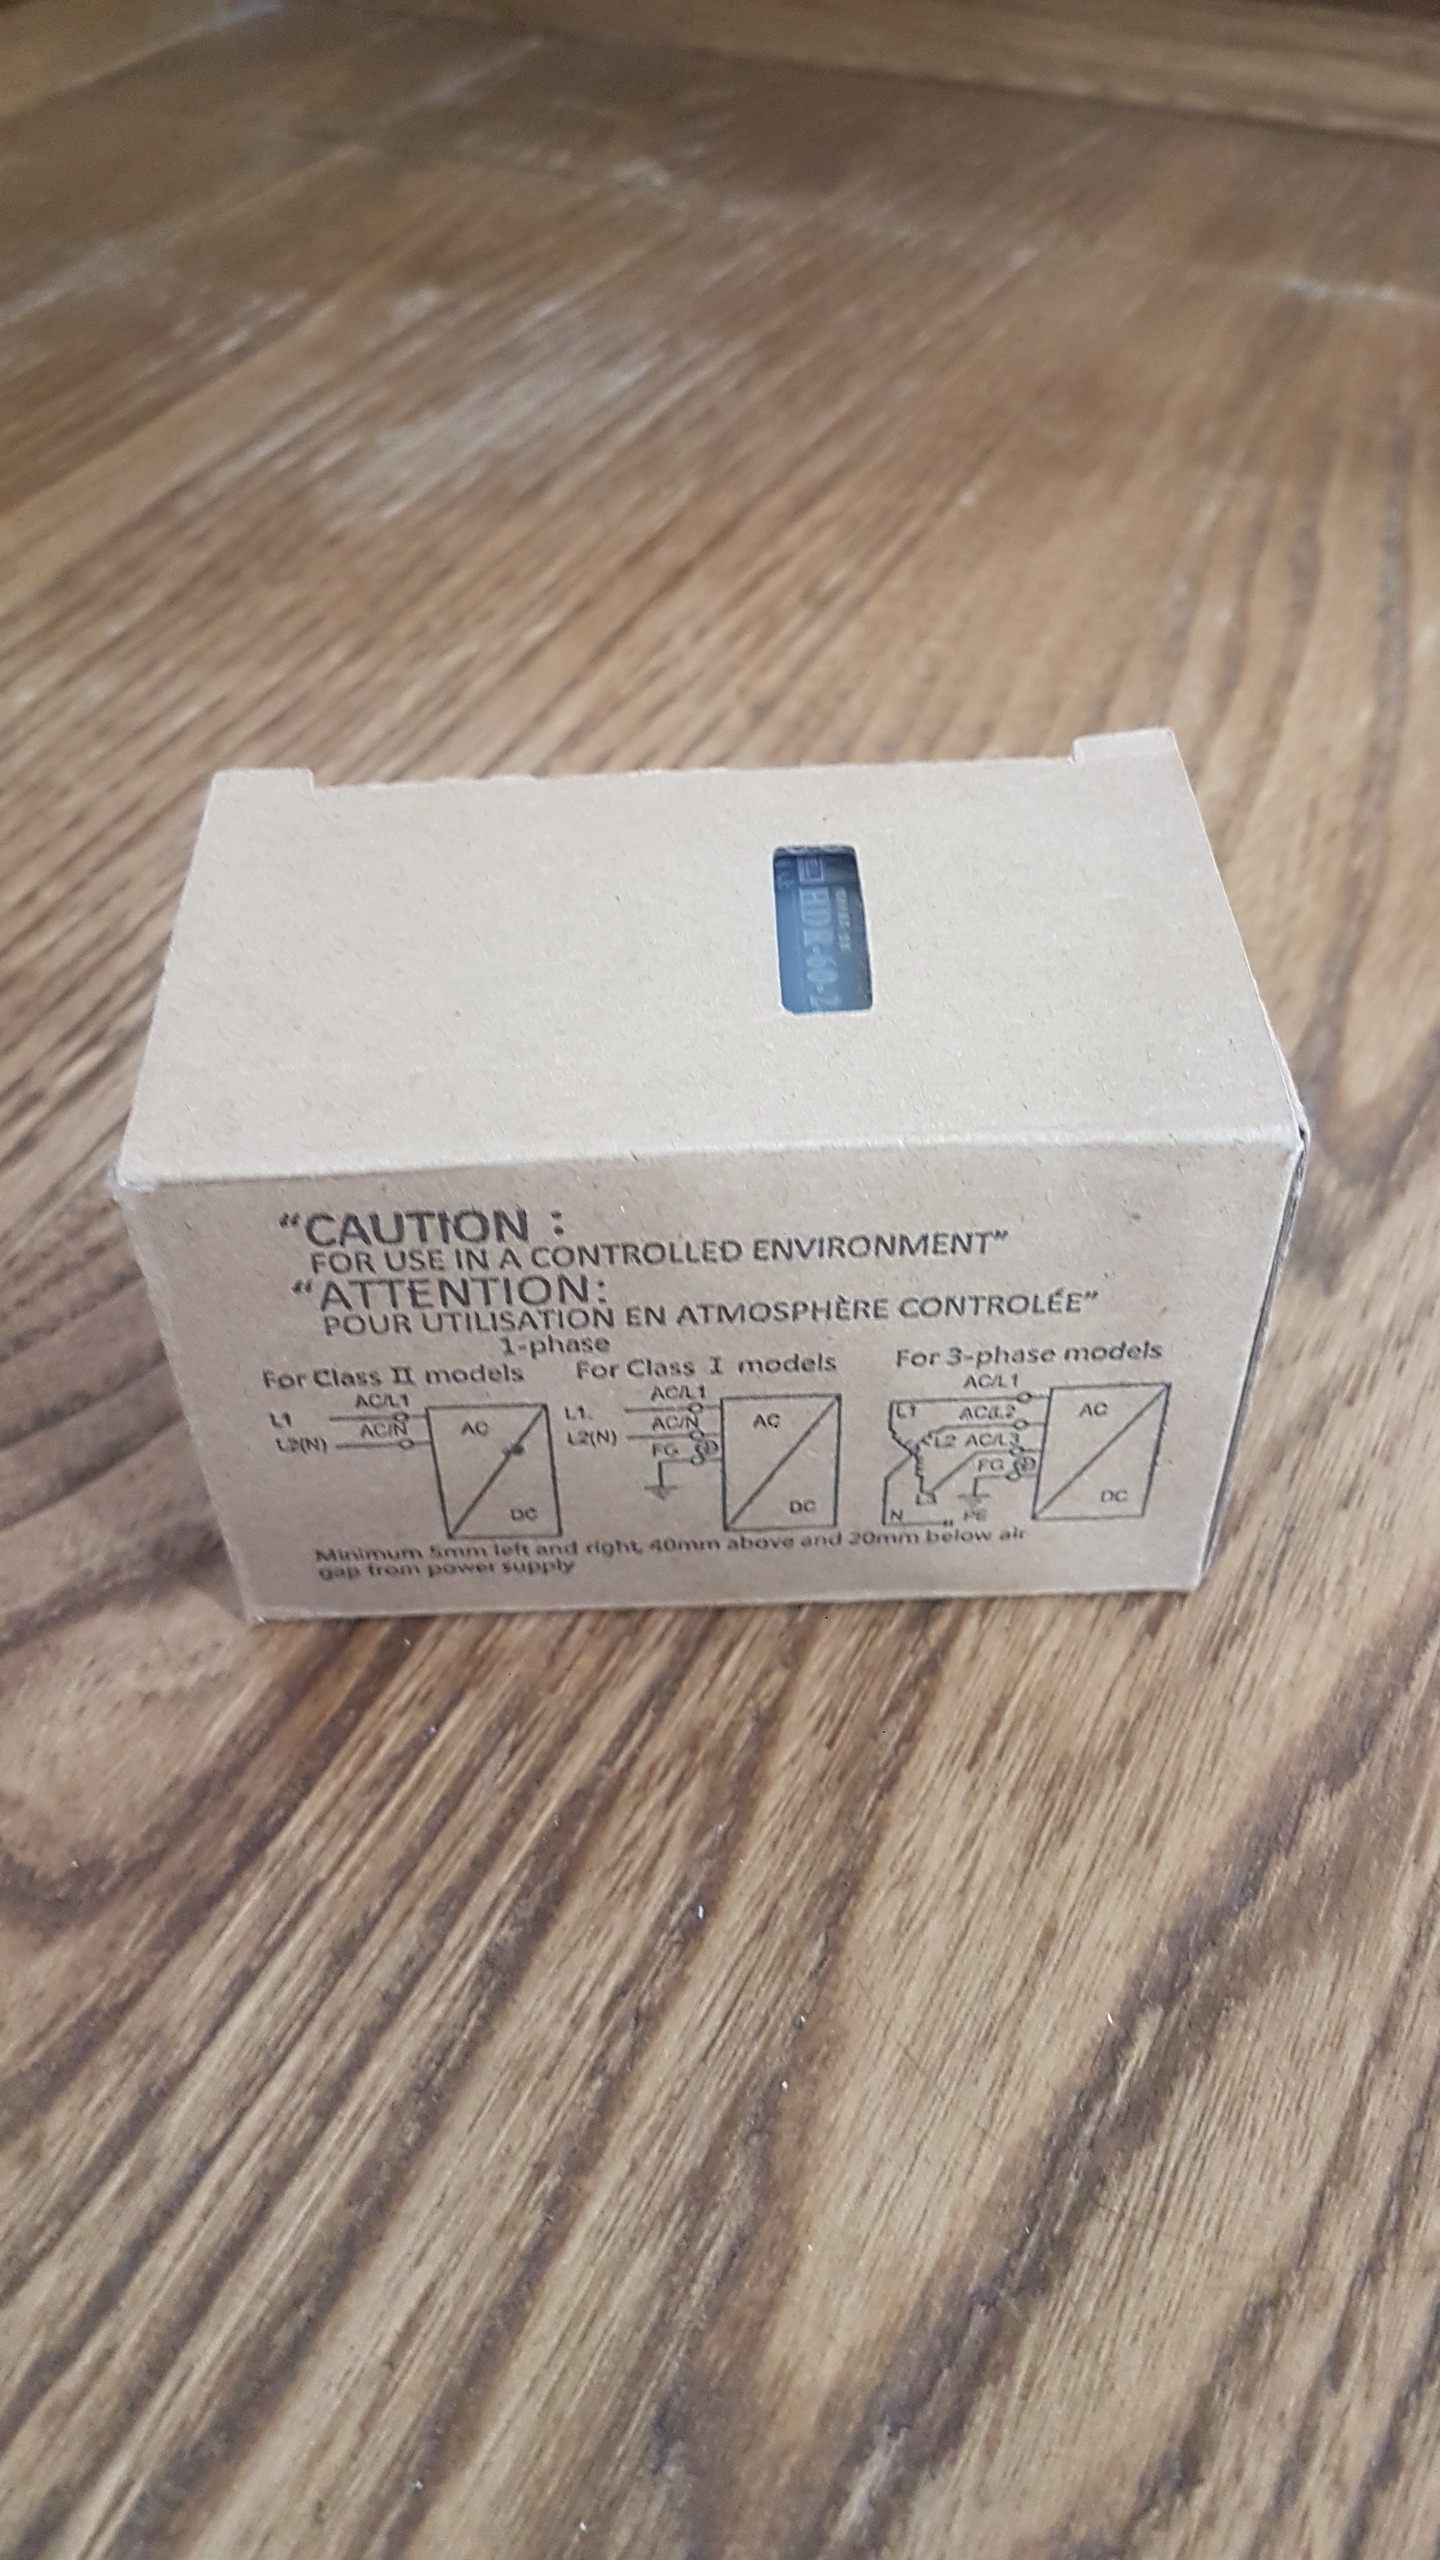 HDR-60-2
“CAUTION :
FOR USE IN A CONTROLLED ENVIRONMENT”
“ATTENTION:
POUR UTILISATION EN ATMOSPHÈRE CONTROLÉE”
1-phase
For Class II models
AC/L1
L1
AC/N
L2(N)
AC
DC
For Class I models
AC/L1
L1.
AC/N
L2(N)
FG
AC
DC
For 3-phase models
AC/L1
L1
AC/L2
L2 AC/L3
FG
L3
N
PE
AC
DC
Minimum 5mm left and right, 40mm above and 20mm below air
gap from power supply